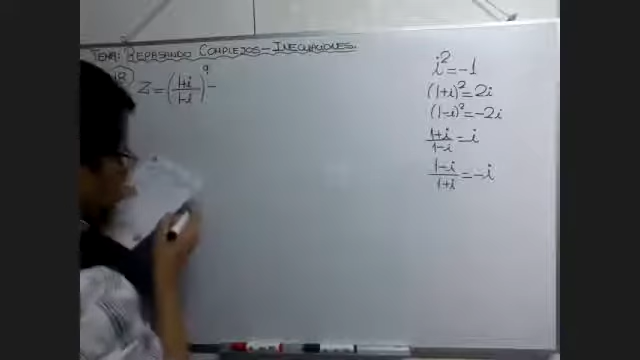 TEMA: REPASANDO COMPLEJOS - INECUACIONES.
Z = ((1+i)/(1-i))^9 -
i² = -1
(1+i)² = 2i
(1-i)² = -2i
(1+i)/(1-i) = i
(1-i)/(1+i) = -i